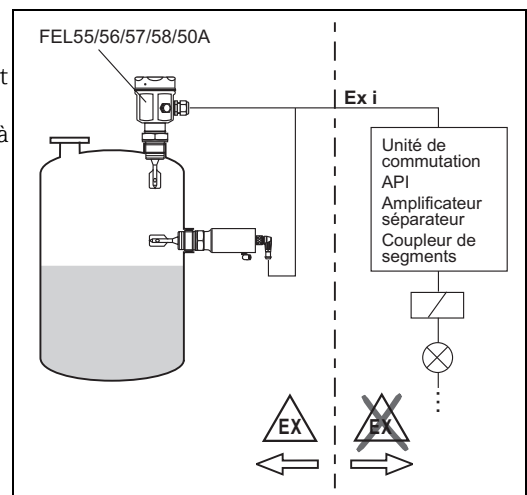 FEL55/56/57/58/50A
t
à
Ex i
Unité de
commutation
API
Amplificateur
séparateur
Coupleur de
segments
EX
EX